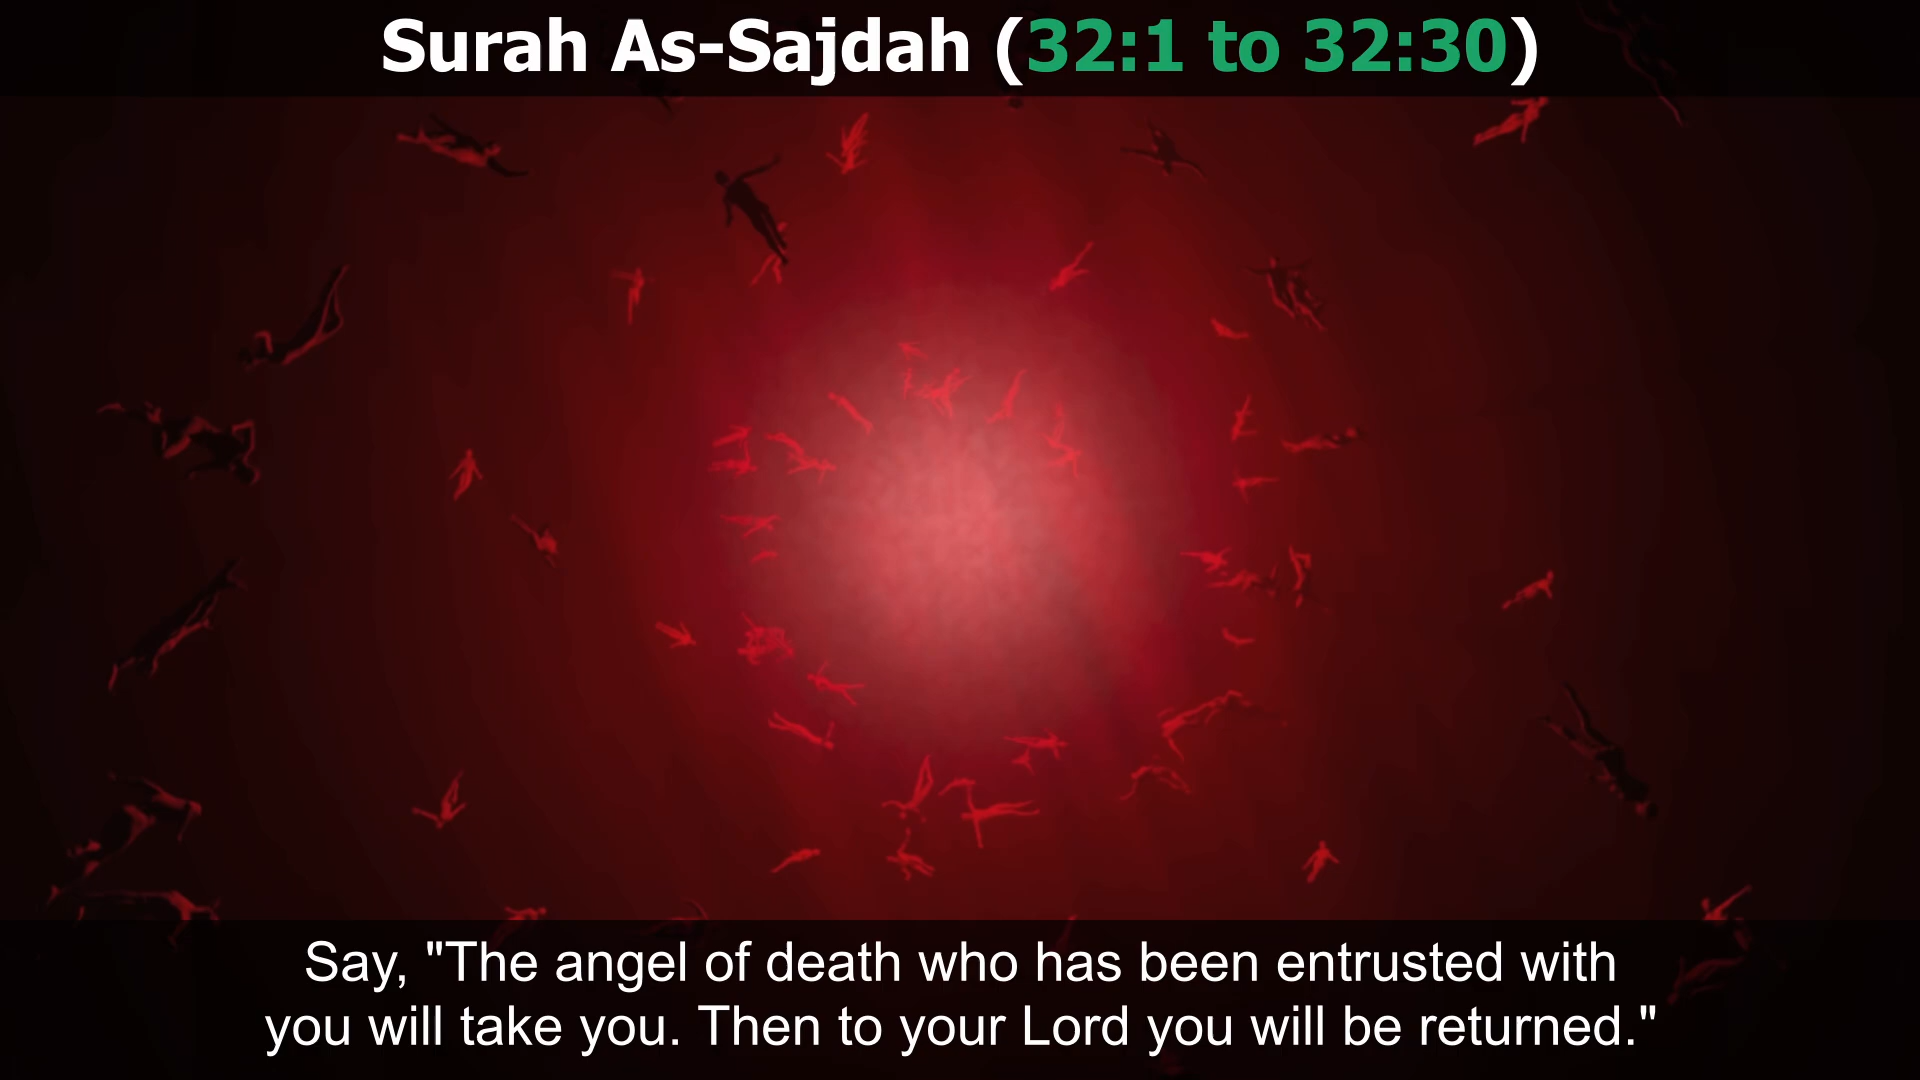 Surah As-Sajdah (32:1 to 32:30)
Say, "The angel of death who has been entrusted with
you will take you. Then to your Lord you will be returned."